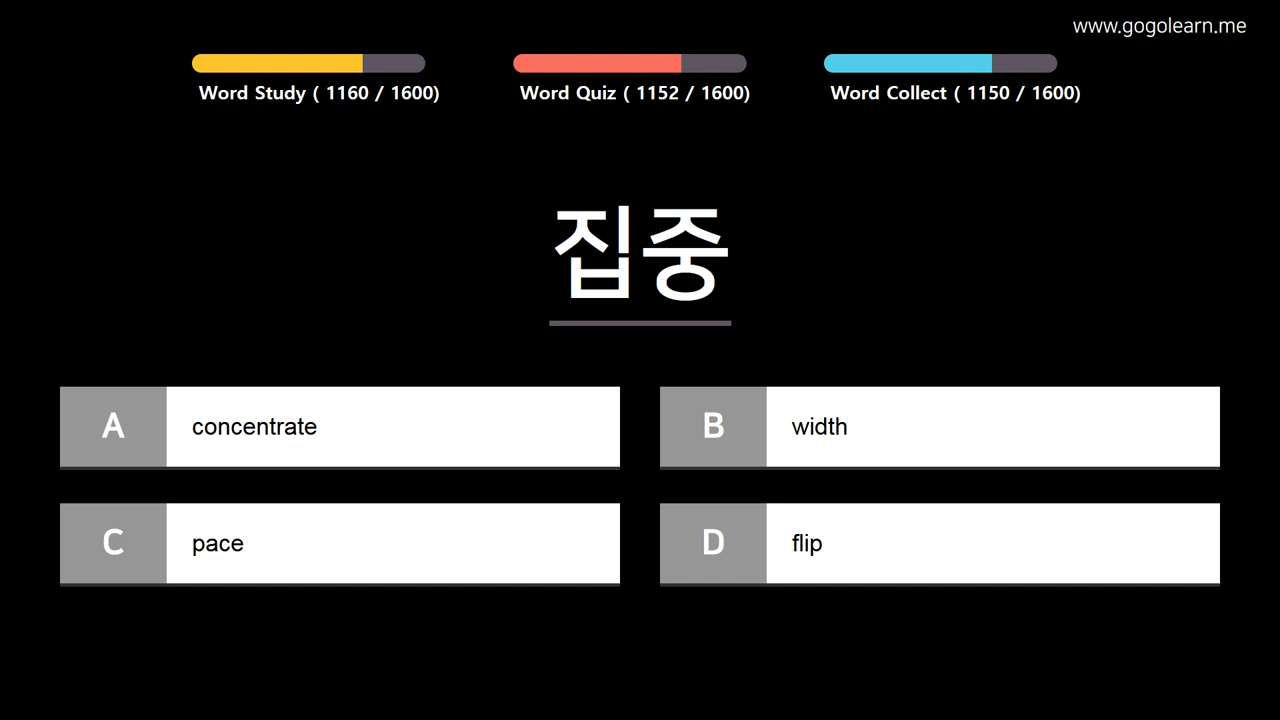 www.gogolearn.me
Word Study ( 1160 / 1600)
Word Quiz ( 1152 / 1600)
Word Collect ( 1150 / 1600)
집중
A concentrate
B width
C pace
D flip